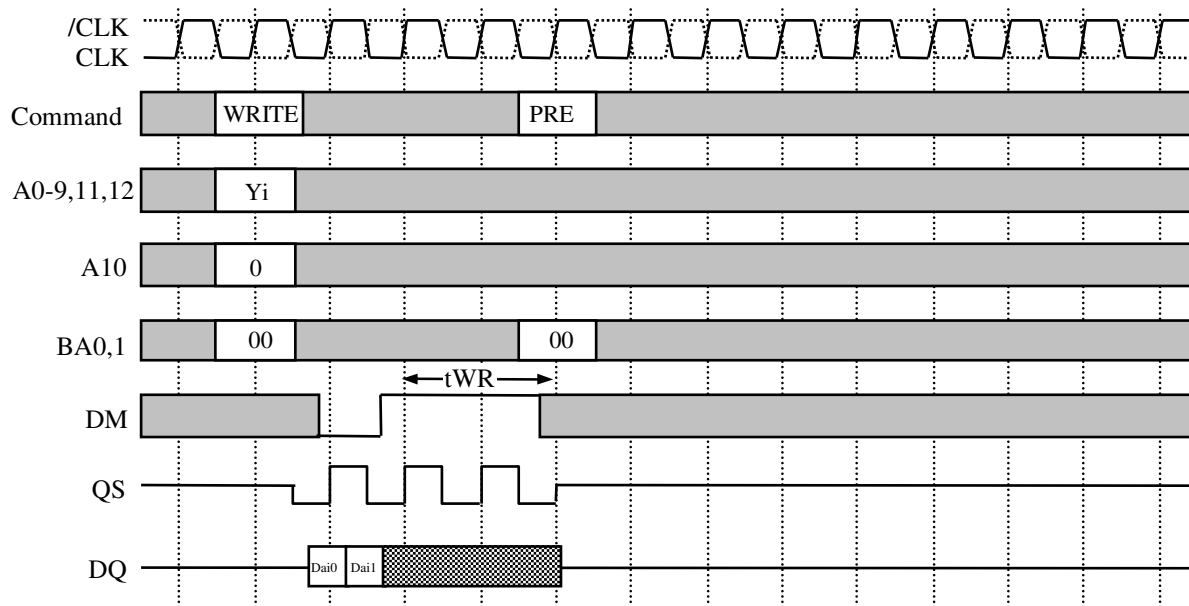 /CLK
CLK
Command WRITE PRE
A0-9,11,12 Yi
A10 0
BA0,1 00 00
tWR
DM
QS
DQ Dai0 Dai1